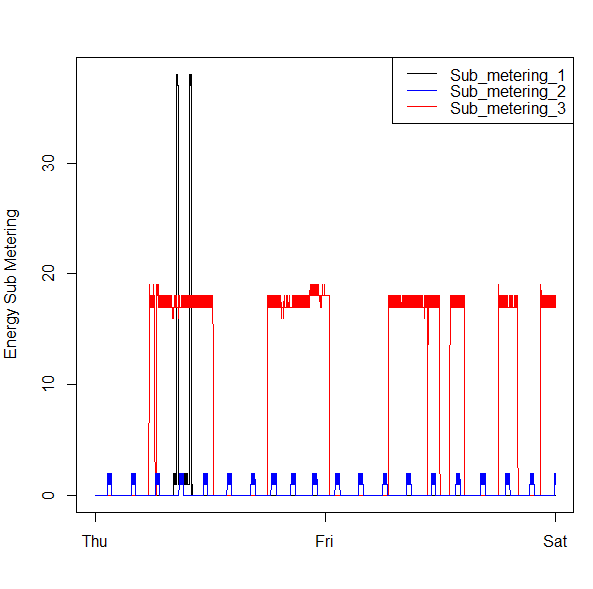 Sub_metering_1
Sub_metering_2
Sub_metering_3
Energy Sub Metering
30
20
10
0
Thu Fri Sat